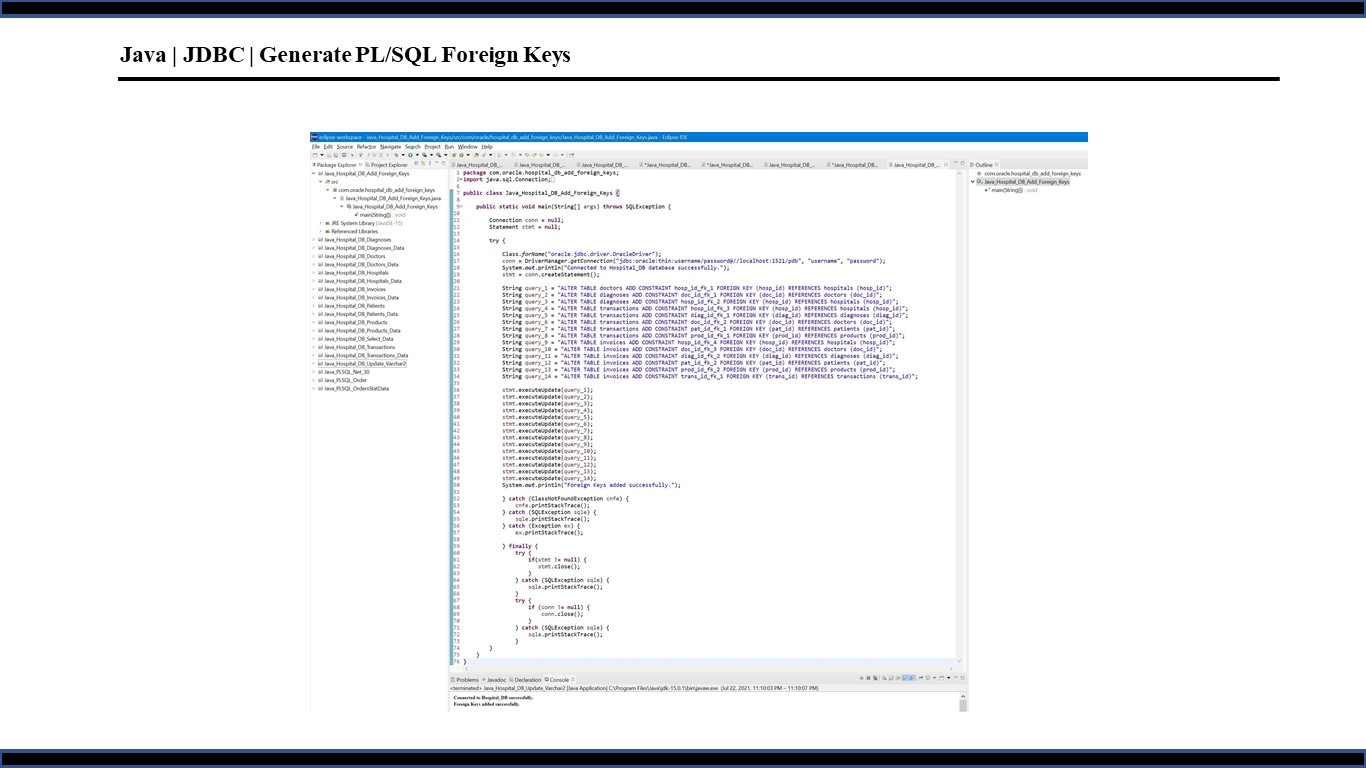 Java | JDBC | Generate PL/SQL Foreign Keys
eclipse-workspace - Java_Hospital_DB_Add_Foreign_Keys/src/com/oracle/hospital_db_add_foreign_keys/Java_Hospital_DB_Add_Foreign_Keys.java - Eclipse IDE
File Edit Source Refactor Navigate Search Project Run Window Help
Package Explorer Project Explorer
Java_Hospital_DB_Add_Foreign_Keys
src
com.oracle.hospital_db_add_foreign_keys
Java_Hospital_DB_Add_Foreign_Keys.java
Java_Hospital_DB_Add_Foreign_Keys
main(String[]) : void
JRE System Library [JavaSE-15]
Referenced Libraries
Java_Hospital_DB_Diagnoses
Java_Hospital_DB_Diagnoses_Data
Java_Hospital_DB_Doctors
Java_Hospital_DB_Doctors_Data
Java_Hospital_DB_Hospitals
Java_Hospital_DB_Hospitals_Data
Java_Hospital_DB_Invoices
Java_Hospital_DB_Invoices_Data
Java_Hospital_DB_Patients
Java_Hospital_DB_Patients_Data
Java_Hospital_DB_Products
Java_Hospital_DB_Products_Data
Java_Hospital_DB_Select_Data
Java_Hospital_DB_Transactions
Java_Hospital_DB_Transactions_Data
Java_Hospital_DB_Update_Varchar2
Java_PLSQL_Net_30
Java_PLSQL_Order
Java_PLSQL_OrdersStatData
Java_Hospital_DB_... Java_Hospital_DB_... Java_Hospital_DB_... *Java_Hospital_DB... *Java_Hospital_DB... Java_Hospital_DB_... *Java_Hospital_DB... Java_Hospital_DB_...
1 package com.oracle.hospital_db_add_foreign_keys;
2 import java.sql.Connection;
6
7 public class Java_Hospital_DB_Add_Foreign_Keys {
8
9 public static void main(String[] args) throws SQLException {
10
11 Connection conn = null;
12 Statement stmt = null;
13
14 try {
15
16 Class.forName("oracle.jdbc.driver.OracleDriver");
17 conn = DriverManager.getConnection("jdbc:oracle:thin:username/password@//localhost:1521/pdb", "username", "password");
18 System.out.println("Connected to Hospital_DB database successfully.");
19 stmt = conn.createStatement();
20
21 String query_1 = "ALTER TABLE doctors ADD CONSTRAINT hosp_id_fk_1 FOREIGN KEY (hosp_id) REFERENCES hospitals (hosp_id)";
22 String query_2 = "ALTER TABLE diagnoses ADD CONSTRAINT doc_id_fk_1 FOREIGN KEY (doc_id) REFERENCES doctors (doc_id)";
23 String query_3 = "ALTER TABLE diagnoses ADD CONSTRAINT hosp_id_fk_2 FOREIGN KEY (hosp_id) REFERENCES hospitals (hosp_id)";
24 String query_4 = "ALTER TABLE transactions ADD CONSTRAINT hosp_id_fk_3 FOREIGN KEY (hosp_id) REFERENCES hospitals (hosp_id)";
25 String query_5 = "ALTER TABLE transactions ADD CONSTRAINT diag_id_fk_1 FOREIGN KEY (diag_id) REFERENCES diagnoses (diag_id)";
26 String query_6 = "ALTER TABLE transactions ADD CONSTRAINT doc_id_fk_2 FOREIGN KEY (doc_id) REFERENCES doctors (doc_id)";
27 String query_7 = "ALTER TABLE transactions ADD CONSTRAINT pat_id_fk_1 FOREIGN KEY (pat_id) REFERENCES patients (pat_id)";
28 String query_8 = "ALTER TABLE transactions ADD CONSTRAINT prod_id_fk_1 FOREIGN KEY (prod_id) REFERENCES products (prod_id)";
29 String query_9 = "ALTER TABLE invoices ADD CONSTRAINT hosp_id_fk_4 FOREIGN KEY (hosp_id) REFERENCES hospitals (hosp_id)";
30 String query_10 = "ALTER TABLE invoices ADD CONSTRAINT doc_id_fk_3 FOREIGN KEY (doc_id) REFERENCES doctors (doc_id)";
31 String query_11 = "ALTER TABLE invoices ADD CONSTRAINT diag_id_fk_2 FOREIGN KEY (diag_id) REFERENCES diagnoses (diag_id)";
32 String query_12 = "ALTER TABLE invoices ADD CONSTRAINT pat_id_fk_2 FOREIGN KEY (pat_id) REFERENCES patients (pat_id)";
33 String query_13 = "ALTER TABLE invoices ADD CONSTRAINT prod_id_fk_2 FOREIGN KEY (prod_id) REFERENCES products (prod_id)";
34 String query_14 = "ALTER TABLE invoices ADD CONSTRAINT trans_id_fk_1 FOREIGN KEY (trans_id) REFERENCES transactions (trans_id)";
35
36 stmt.executeUpdate(query_1);
37 stmt.executeUpdate(query_2);
38 stmt.executeUpdate(query_3);
39 stmt.executeUpdate(query_4);
40 stmt.executeUpdate(query_5);
41 stmt.executeUpdate(query_6);
42 stmt.executeUpdate(query_7);
43 stmt.executeUpdate(query_8);
44 stmt.executeUpdate(query_9);
45 stmt.executeUpdate(query_10);
46 stmt.executeUpdate(query_11);
47 stmt.executeUpdate(query_12);
48 stmt.executeUpdate(query_13);
49 stmt.executeUpdate(query_14);
50 System.out.println("Foreign Keys added successfully.");
51
52 } catch (ClassNotFoundException cnfe) {
53 cnfe.printStackTrace();
54 } catch (SQLException sqle) {
55 sqle.printStackTrace();
56 } catch (Exception ex) {
57 ex.printStackTrace();
58
59 } finally {
60 try {
61 if(stmt != null) {
62 stmt.close();
63 }
64 } catch (SQLException sqle) {
65 sqle.printStackTrace();
66 }
67 try {
68 if (conn != null) {
69 conn.close();
70 }
71 } catch (SQLException sqle) {
72 sqle.printStackTrace();
73 }
74 }
75 }
76 }
Problems Javadoc Declaration Console
<terminated> Java_Hospital_DB_Update_Varchar2 [Java Application] C:\Program Files\Java\jdk-15.0.1\bin\javaw.exe (Jul 22, 2021, 11:10:03 PM – 11:10:07 PM)
Connected to Hospital_DB successfully.
Foreign Keys added successfully.
Outline
com.oracle.hospital_db_add_foreign_keys
Java_Hospital_DB_Add_Foreign_Keys
main(String[]) : void